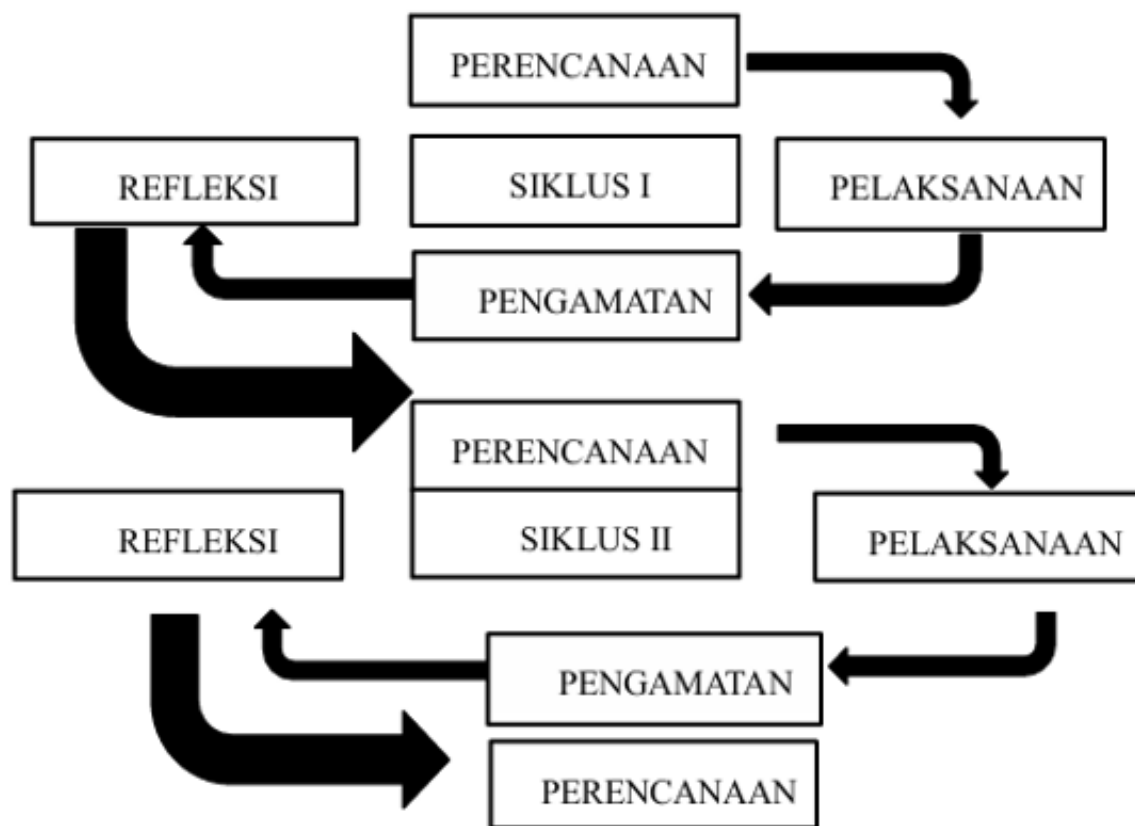 PERENCANAAN
REFLEKSI
SIKLUS I
PELAKSANAAN
PENGAMATAN
PERENCANAAN
REFLEKSI
SIKLUS II
PELAKSANAAN
PENGAMATAN
PERENCANAAN